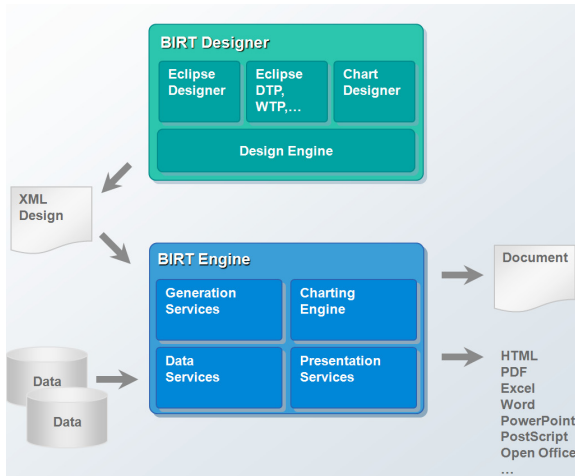 BIRT Designer
Eclipse
Designer
Eclipse
DTP,
WTP,...
Chart
Designer
Design Engine
XML
Design
BIRT Engine
Generation
Services
Charting
Engine
Data
Services
Presentation
Services
Data
Data
Document
HTML
PDF
Excel
Word
PowerPoint
PostScript
Open Office
...